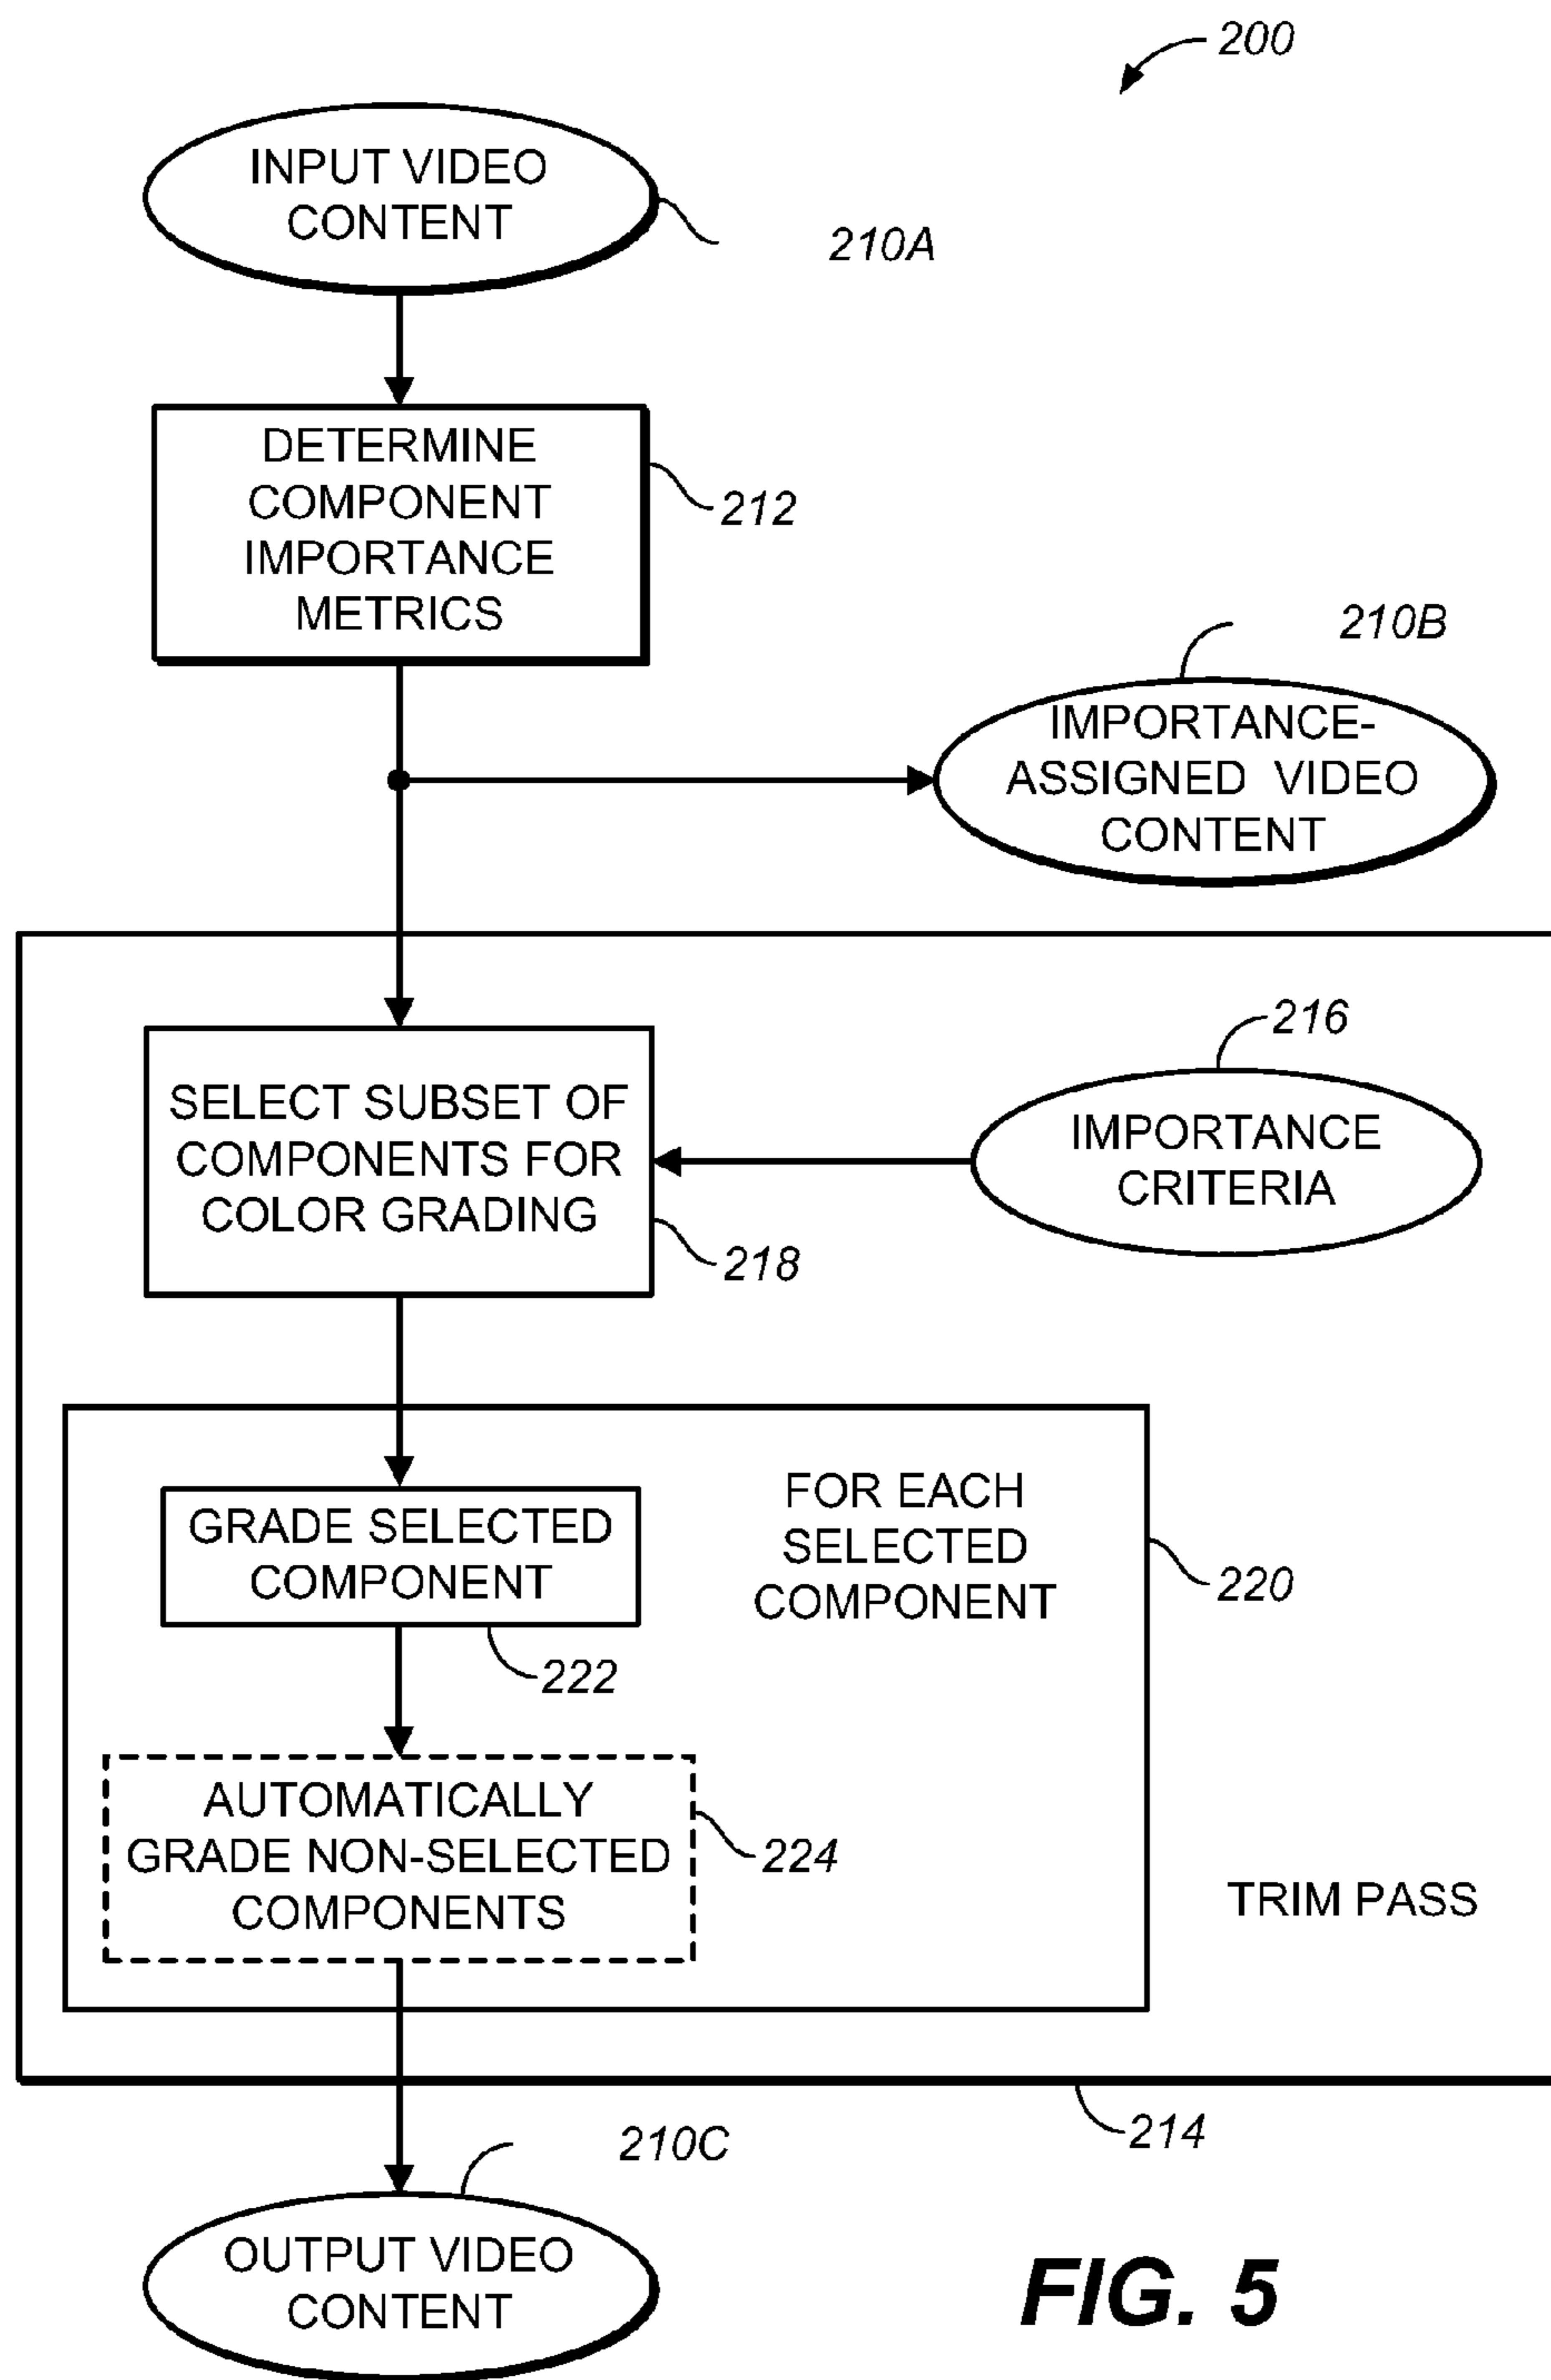 200
INPUT VIDEO
CONTENT
210A
DETERMINE
COMPONENT
IMPORTANCE
METRICS
212
210B
IMPORTANCE-
ASSIGNED VIDEO
CONTENT
216
SELECT SUBSET OF
COMPONENTS FOR
COLOR GRADING
218
IMPORTANCE
CRITERIA
FOR EACH
SELECTED
COMPONENT
220
GRADE SELECTED
COMPONENT
222
AUTOMATICALLY
GRADE NON-SELECTED
COMPONENTS
224
TRIM PASS
214
210C
OUTPUT VIDEO
CONTENT
FIG. 5